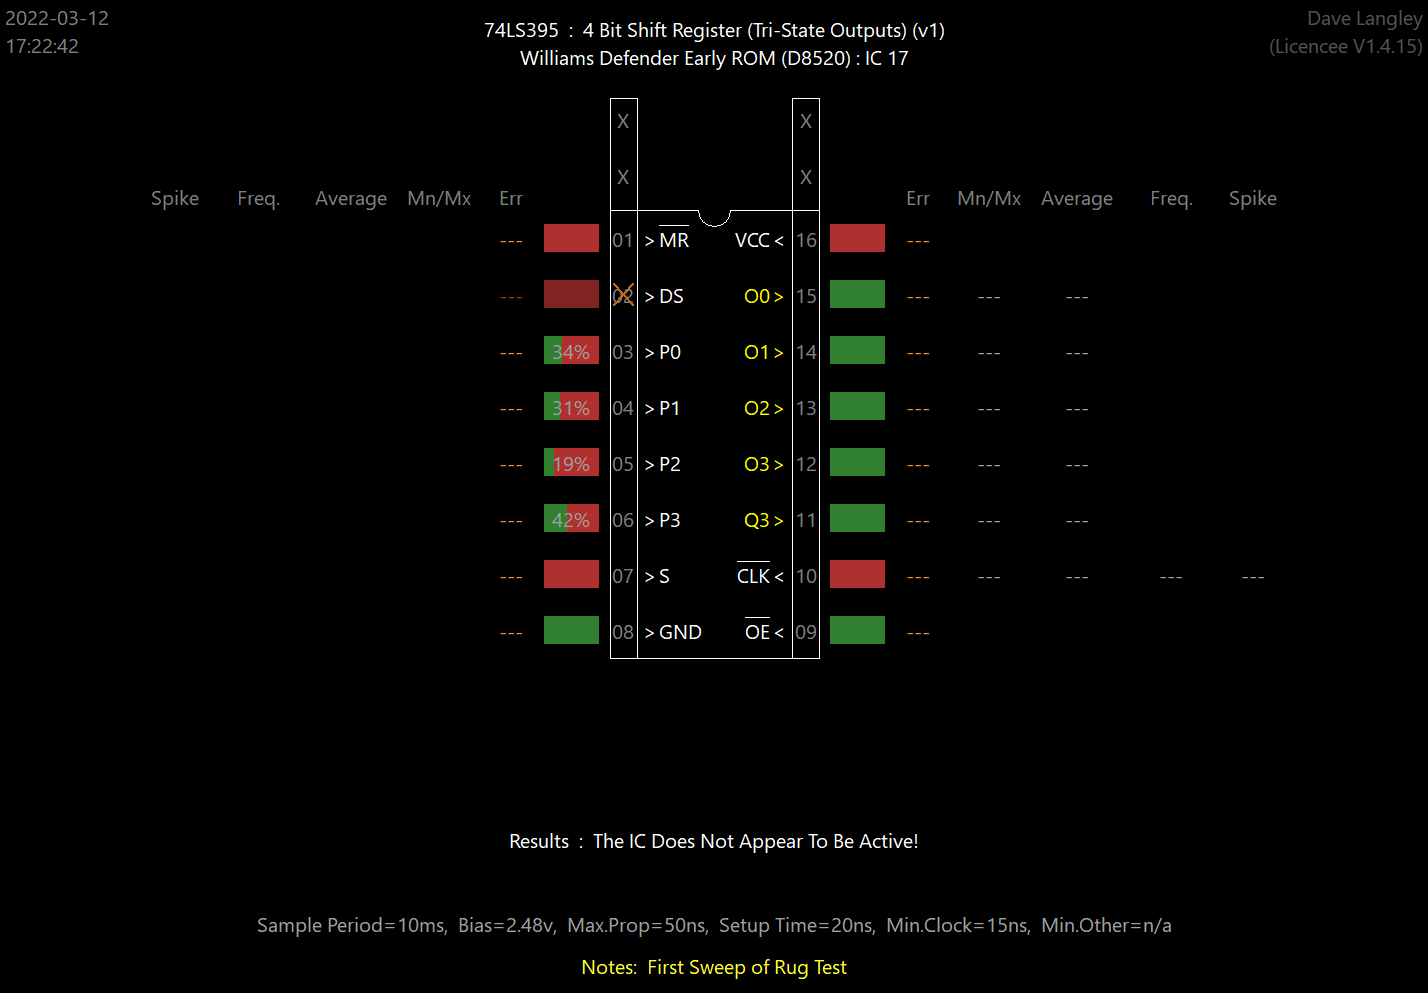 2022-03-12
17:22:42
74LS395 : 4 Bit Shift Register (Tri-State Outputs) (v1)
Williams Defender Early ROM (D8520) : IC 17
Dave Langley
(Licencee V1.4.15)
X X
X X
Spike Freq. Average Mn/Mx Err Err Mn/Mx Average Freq. Spike
--- 01 > MR VCC < 16 ---
--- 02 > DS O0 > 15 --- --- ---
--- 34% 03 > P0 O1 > 14 --- --- ---
--- 31% 04 > P1 O2 > 13 --- --- ---
--- 19% 05 > P2 O3 > 12 --- --- ---
--- 42% 06 > P3 Q3 > 11 --- --- ---
--- 07 > S CLK < 10 --- --- --- --- ---
--- 08 > GND OE < 09 ---
Results : The IC Does Not Appear To Be Active!
Sample Period=10ms, Bias=2.48v, Max.Prop=50ns, Setup Time=20ns, Min.Clock=15ns, Min.Other=n/a
Notes: First Sweep of Rug Test